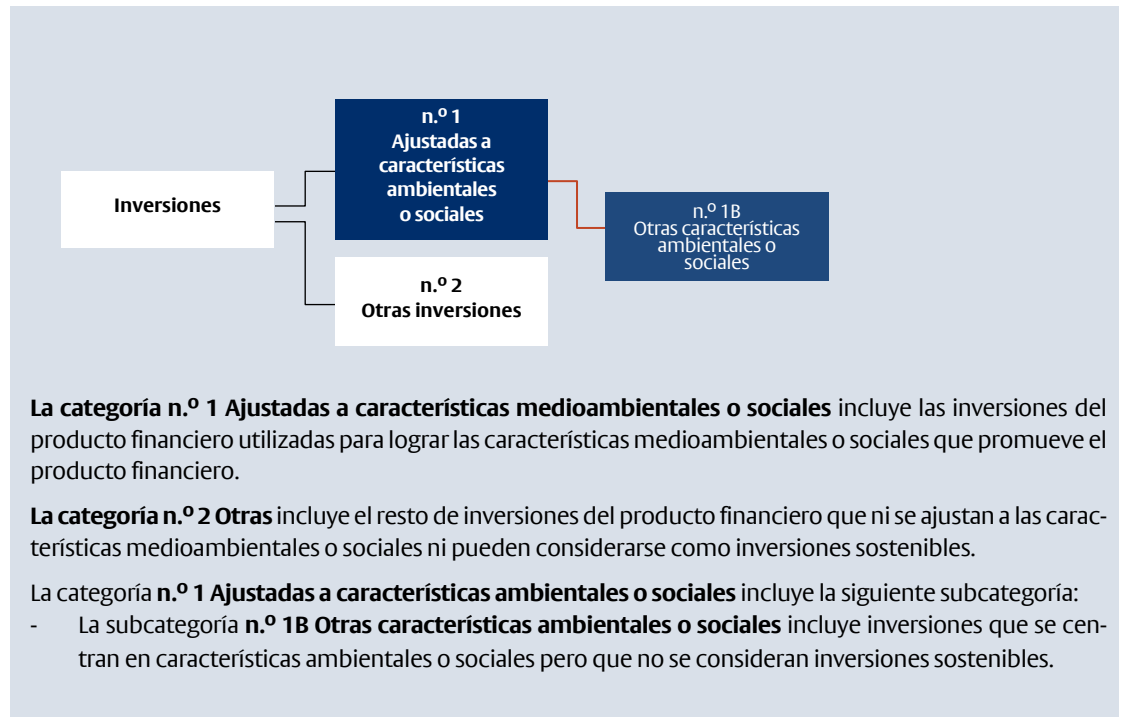 n.º 1
Ajustadas a
características
ambientales
o sociales
Inversiones
n.º 1B
Otras características
ambientales o
sociales
n.º 2
Otras inversiones
La categoría n.º 1 Ajustadas a características medioambientales o sociales incluye las inversiones del
producto financiero utilizadas para lograr las características medioambientales o sociales que promueve el
producto financiero.
La categoría n.º 2 Otras incluye el resto de inversiones del producto financiero que ni se ajustan a las carac-
terísticas medioambientales o sociales ni pueden considerarse como inversiones sostenibles.
La categoría n.º 1 Ajustadas a características ambientales o sociales incluye la siguiente subcategoría:
- La subcategoría n.º 1B Otras características ambientales o sociales incluye inversiones que se cen-
tran en características ambientales o sociales pero que no se consideran inversiones sostenibles.